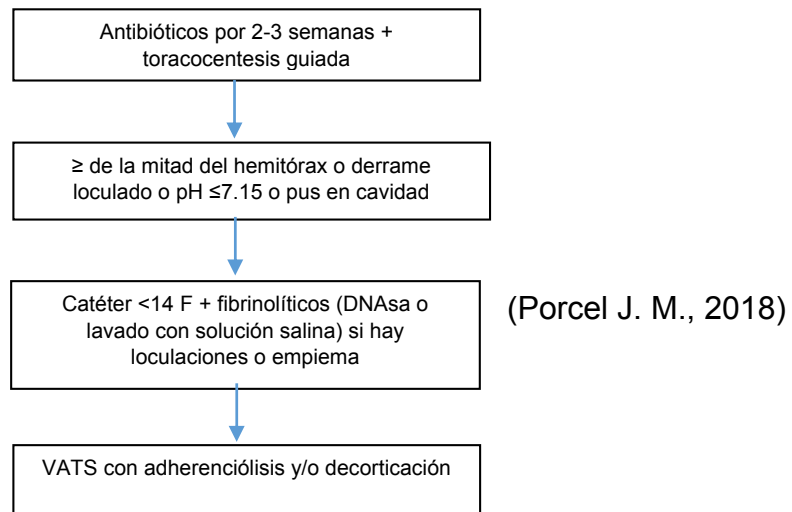 Antibióticos por 2-3 semanas +
toracocentesis guiada
≥ de la mitad del hemitórax o derrame
loculado o pH ≤7.15 o pus en cavidad
Catéter <14 F + fibrinolíticos (DNAsa o
lavado con solución salina) si hay
loculaciones o empiema
(Porcel J. M., 2018)
VATS con adherenciólisis y/o decorticación